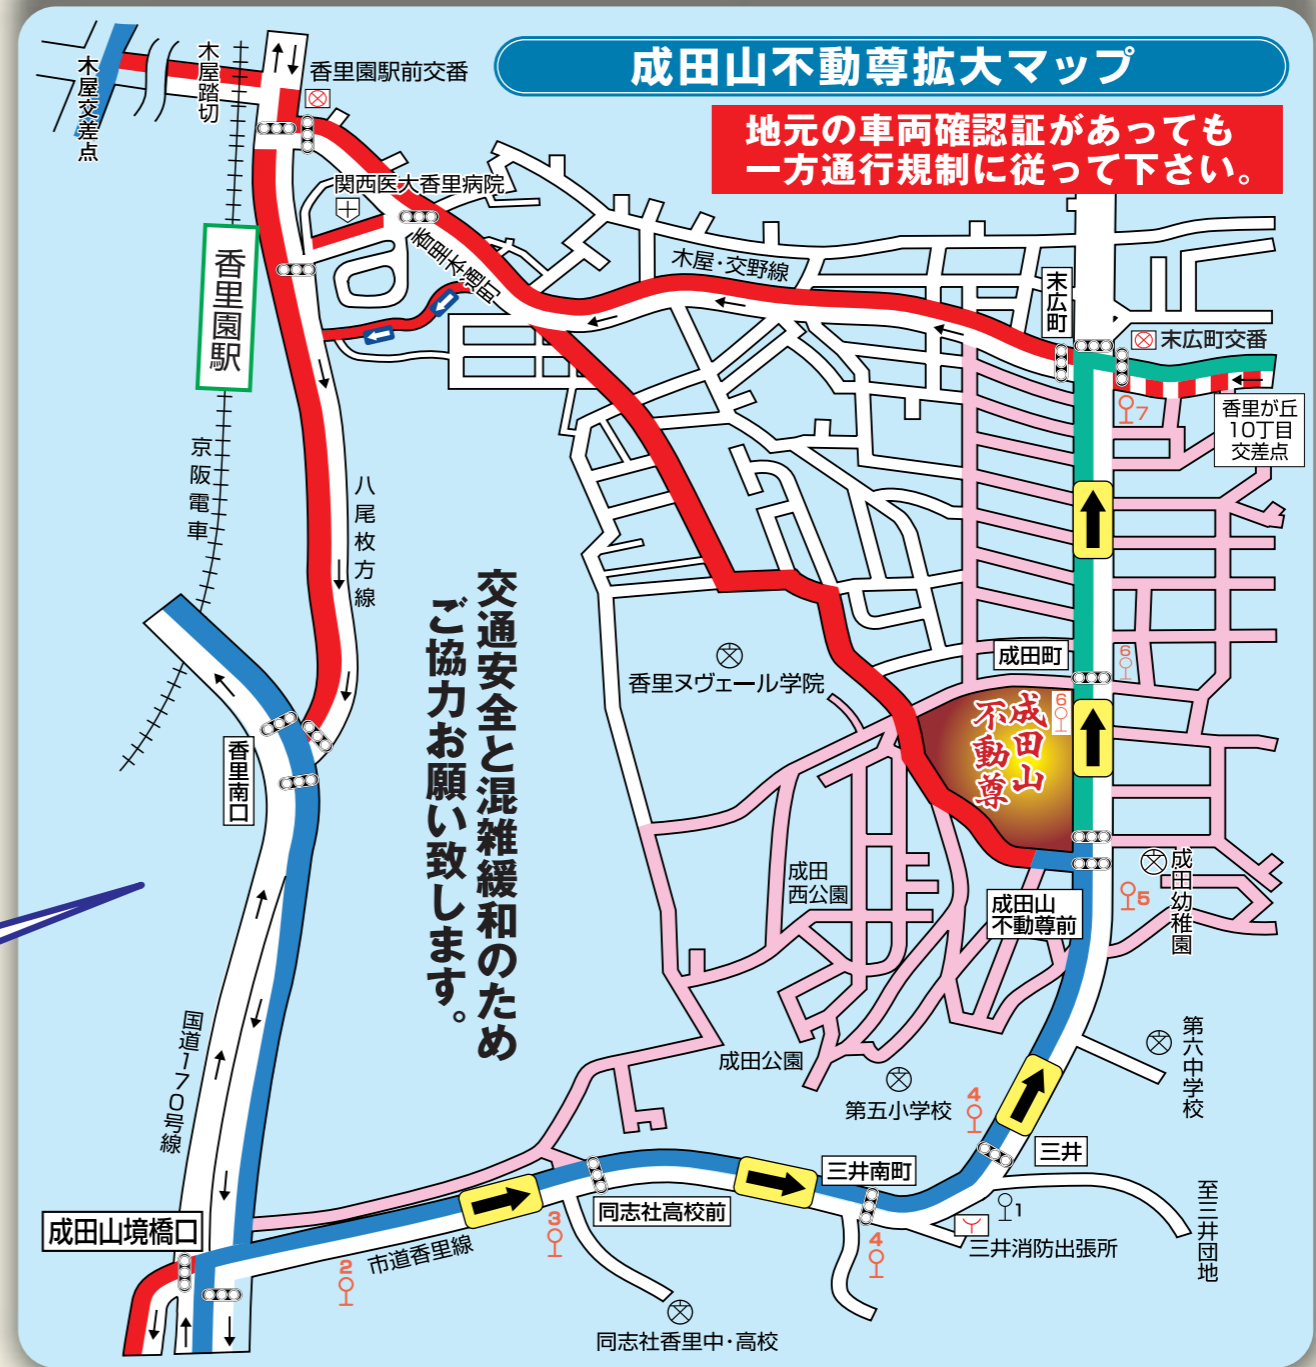 成田山不動尊拡大マップ
地元の車両確認証があっても
一方通行規制に従って下さい。
木屋交差点
木屋踏切
香里園駅前交番
関西医大香里病院
香里本通町
木屋・交野線
末広町
末広町交番
7
香里が丘
10丁目
交差点
香里園駅
京阪電車
八尾枚方線
交通安全と混雑緩和のため
ご協力お願い致します。
香里ヌヴェール学院
成田町
6
6
成田山
不動尊
香里南口
成田
西公園
成田山
不動尊前
5
成田幼稚園
国道170号線
成田公園
第五小学校
4
第六中学校
三井
三井南町
同志社高校前
1
至三井団地
三井消防出張所
成田山境橋口
市道香里線
2
3
4
同志社香里中・高校